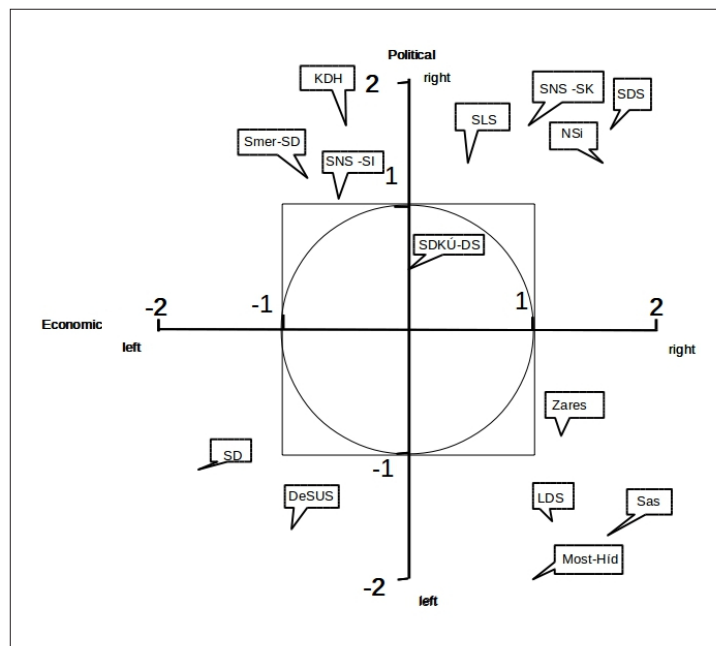 Political
KDH
2
right
SNS -SK
SDS
SLS
NSi
Smer-SD
SNS -SI
1
SDKÚ-DS
-2
-1
1
2
Economic
left
right
Zares
SD
-1
DeSUS
LDS
Sas
Most-Híd
-2
left